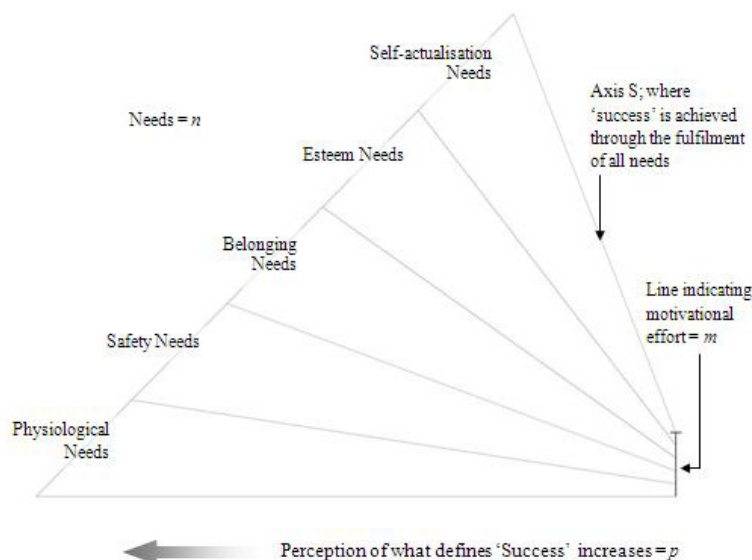 Self-actualisation
Needs
Axis S; where
‘success’ is achieved
through the fulfilment
of all needs
Needs = n
Esteem Needs
Belonging
Needs
Line indicating
motivational
effort = m
Safety Needs
Physiological
Needs
Perception of what defines ‘Success’ increases = p